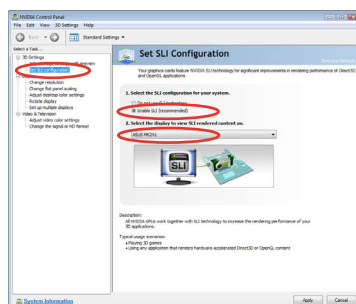 NVIDIA Control Panel
File Edit View 3D Settings Help
Back
Standard Settings
Select a Task...
3D Settings
Set SLI configuration
Change resolution
Change flat panel scaling
Adjust desktop color settings
Rotate display
Set up multiple displays
Video & Television
Adjust video color settings
Change the signal or HD format
System Information
Set SLI Configuration
Restore Defaults
Your graphics cards feature NVIDIA SLI technology for significant improvements in rendering performance of Direct3D and OpenGL applications.
1. Select the SLI configuration for your system.
Do not use SLI technology
Enable SLI (recommended)
2. Select the display to view SLI rendered content on.
ASUS MK241
SLI
Description:
All NVIDIA GPUs work together with SLI technology to increase the rendering performance of your
3D applications.
Typical usage scenarios:
• Playing 3D games
• Using any application that renders hardware accelerated Direct3D or OpenGL content
Apply Cancel